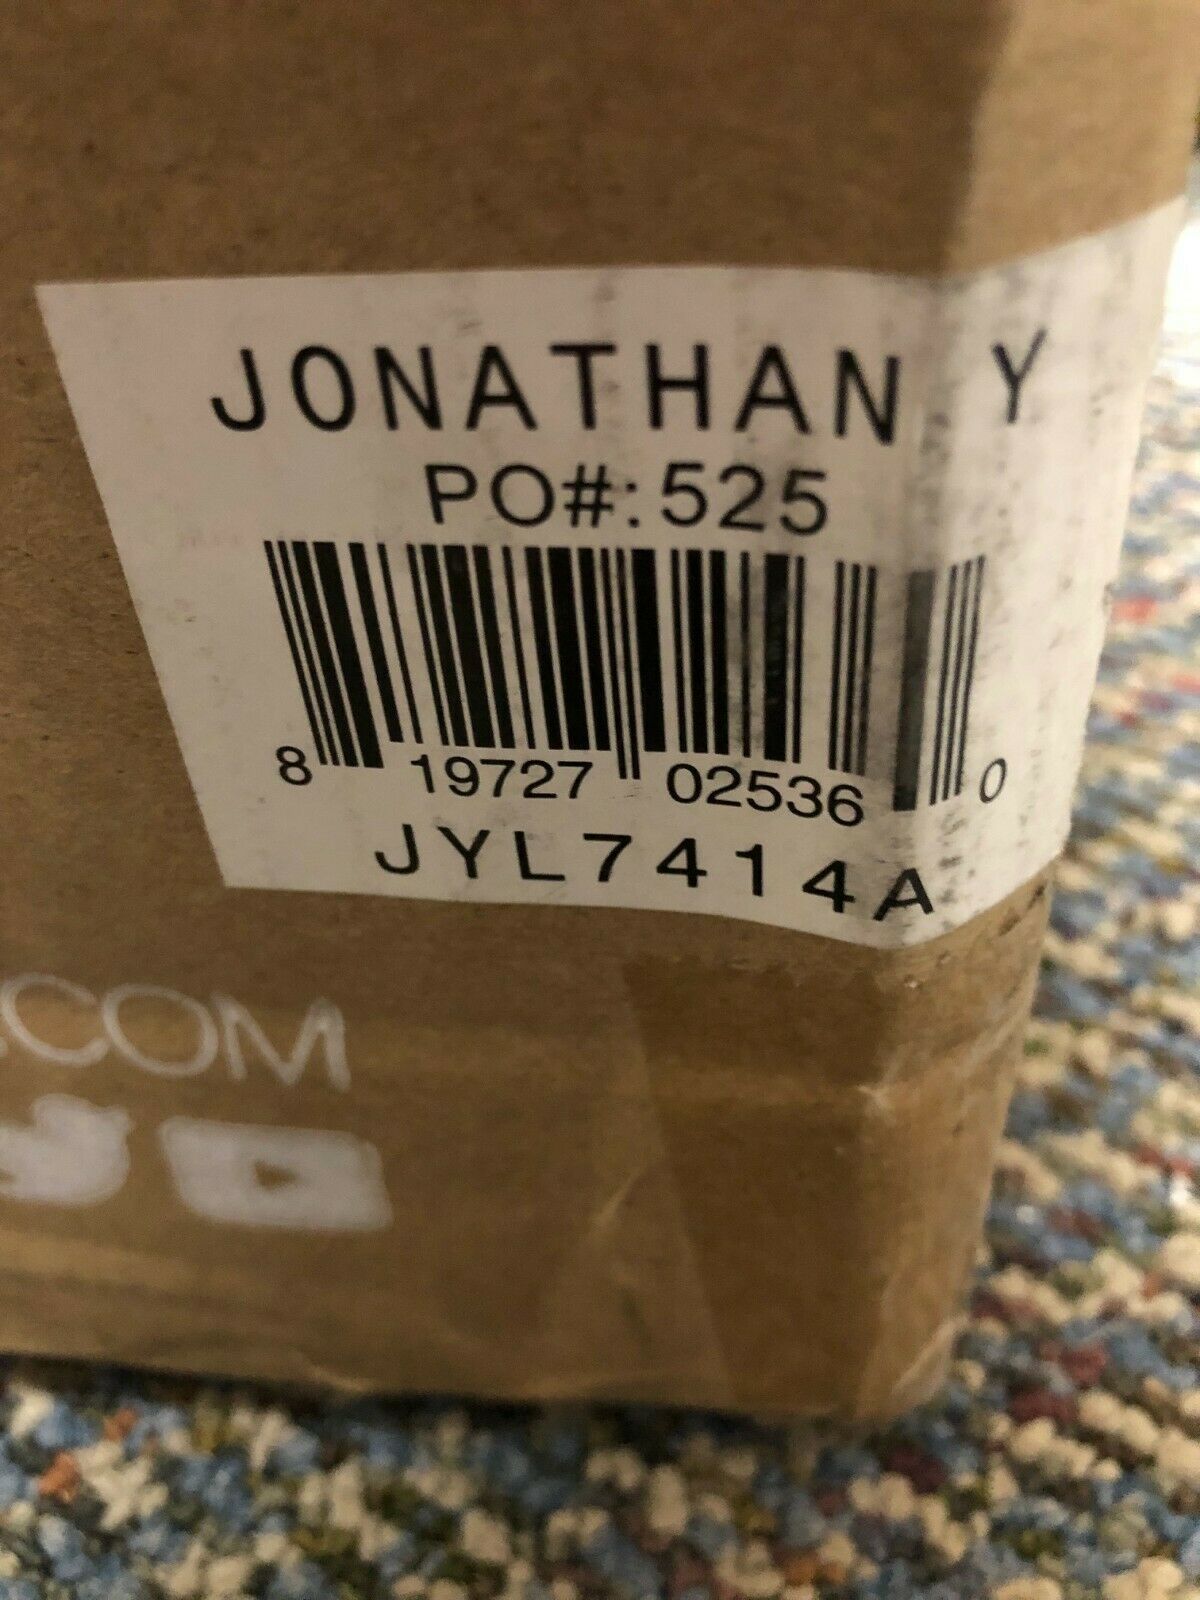 JONATHAN Y
PO#: 525
8 19727 02536 0
JYL7414A
.COM